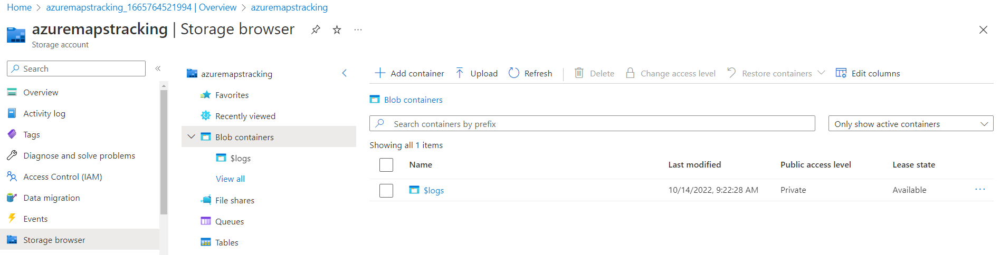 Home > azuremapstracking_1665764521994 | Overview > azuremapstracking
azuremapstracking | Storage browser
Storage account
Search
Overview
Activity log
Tags
Diagnose and solve problems
Access Control (IAM)
Data migration
Events
Storage browser
azuremapstracking
Favorites
Recently viewed
Blob containers
$logs
View all
File shares
Queues
Tables
Add container Upload Refresh Delete Change access level Restore containers Edit columns
Blob containers
Search containers by prefix Only show active containers
Showing all 1 items
Name Last modified Public access level Lease state
$logs 10/14/2022, 9:22:28 AM Private Available